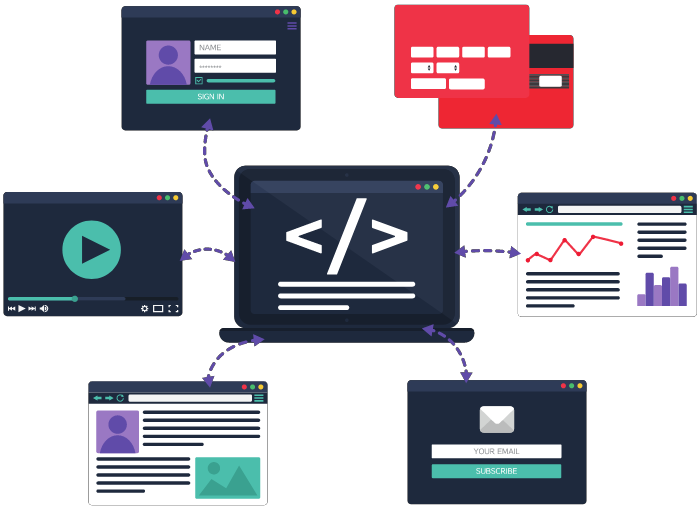 NAME
********
SIGN IN
</>
YOUR EMAIL
SUBSCRIBE